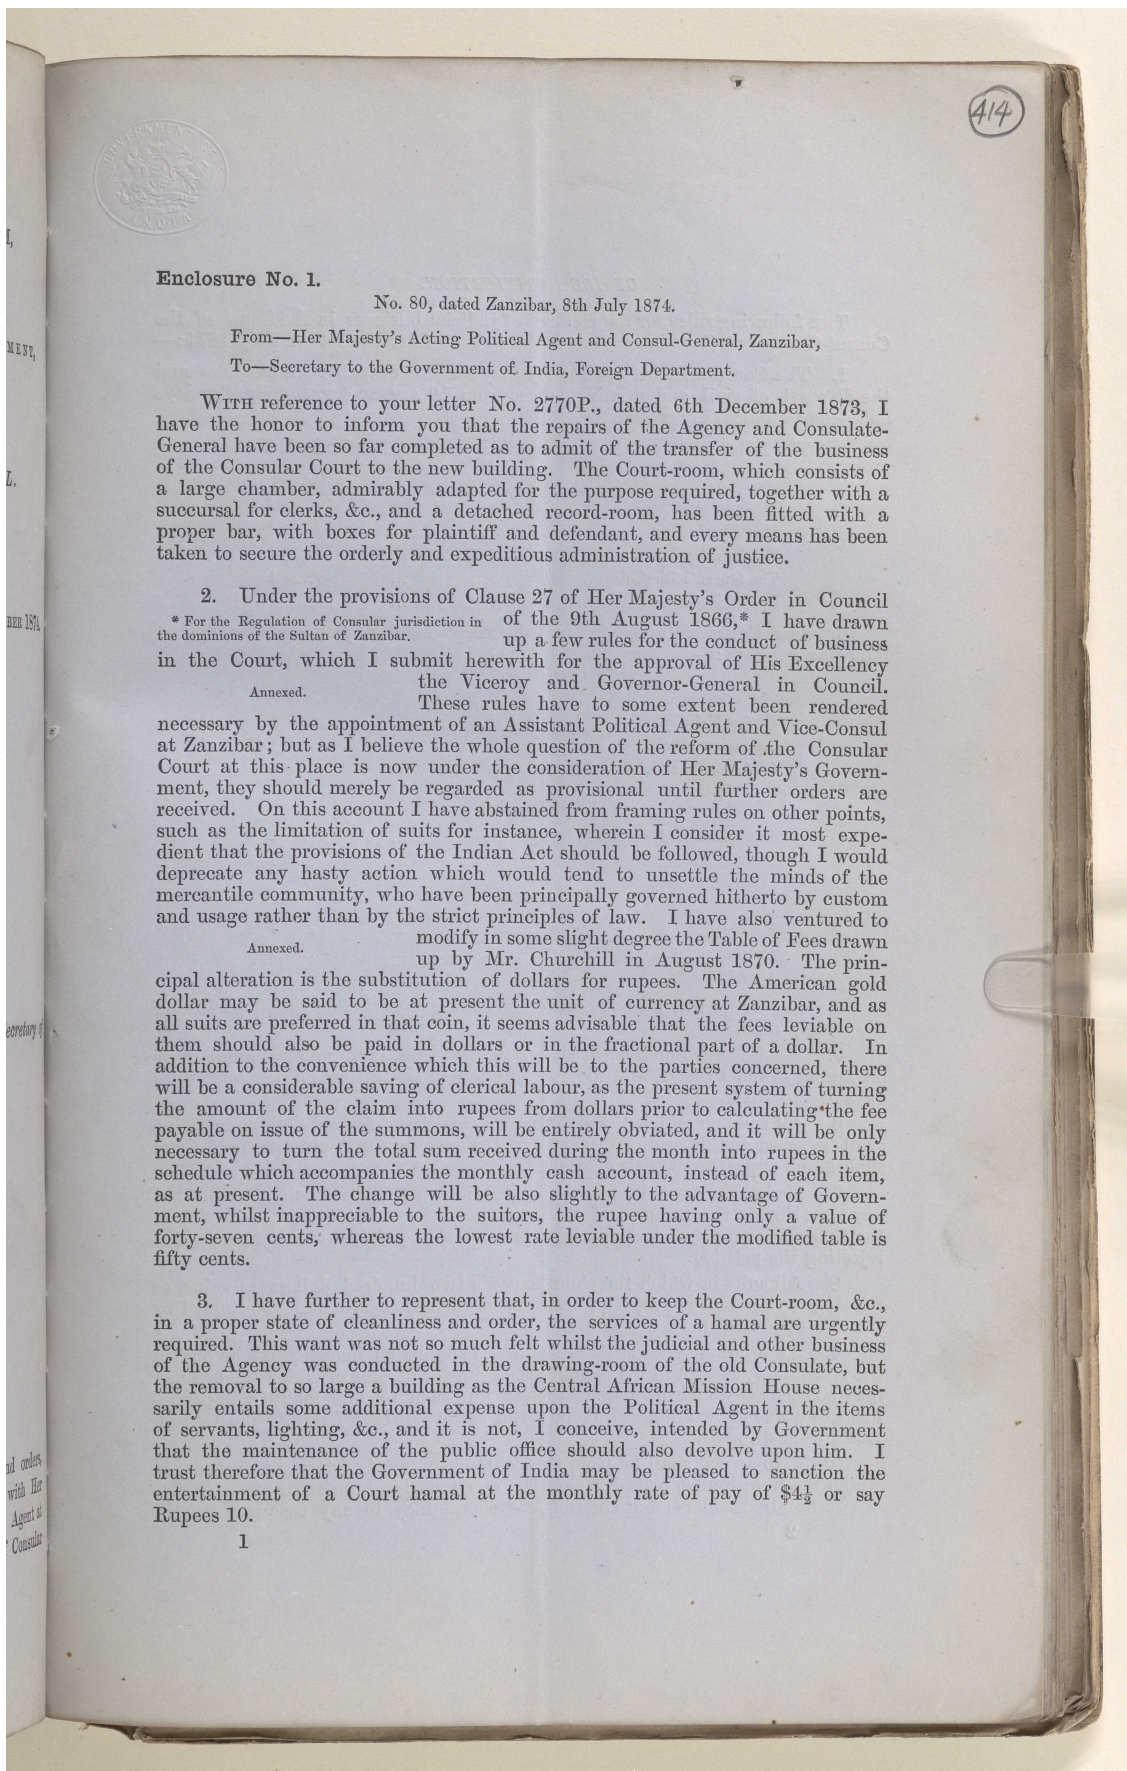 414
GOVERNMENT OF
INDIA
Enclosure No. 1.
No. 80, dated Zanzibar, 8th July 1874.
From—Her Majesty's Acting Political Agent and Consul-General, Zanzibar,
To—Secretary to the Government of India, Foreign Department.
WITH reference to your letter No. 2770P., dated 6th December 1873, I
have the honor to inform you that the repairs of the Agency and Consulate-
General have been so far completed as to admit of the transfer of the business
of the Consular Court to the new building. The Court-room, which consists of
a large chamber, admirably adapted for the purpose required, together with a
succursal for clerks, &c., and a detached record-room, has been fitted with a
proper bar, with boxes for plaintiff and defendant, and every means has been
taken to secure the orderly and expeditious administration of justice.
2. Under the provisions of Clause 27 of Her Majesty's Order in Council
* For the Regulation of Consular jurisdiction in
the dominions of the Sultan of Zanzibar.
of the 9th August 1866,* I have drawn
up a few rules for the conduct of business
in the Court, which I submit herewith for the approval of His Excellency
Annexed.
the Viceroy and Governor-General in Council.
These rules have to some extent been rendered
necessary by the appointment of an Assistant Political Agent and Vice-Consul
at Zanzibar; but as I believe the whole question of the reform of the Consular
Court at this place is now under the consideration of Her Majesty's Govern-
ment, they should merely be regarded as provisional until further orders are
received. On this account I have abstained from framing rules on other points,
such as the limitation of suits for instance, wherein I consider it most expe-
dient that the provisions of the Indian Act should be followed, though I would
deprecate any hasty action which would tend to unsettle the minds of the
mercantile community, who have been principally governed hitherto by custom
and usage rather than by the strict principles of law. I have also ventured to
Annexed.
modify in some slight degree the Table of Fees drawn
up by Mr. Churchill in August 1870. The prin-
cipal alteration is the substitution of dollars for rupees. The American gold
dollar may be said to be at present the unit of currency at Zanzibar, and as
all suits are preferred in that coin, it seems advisable that the fees leviable on
them should also be paid in dollars or in the fractional part of a dollar. In
addition to the convenience which this will be to the parties concerned, there
will be a considerable saving of clerical labour, as the present system of turning
the amount of the claim into rupees from dollars prior to calculating the fee
payable on issue of the summons, will be entirely obviated, and it will be only
necessary to turn the total sum received during the month into rupees in the
schedule which accompanies the monthly cash account, instead of each item,
as at present. The change will be also slightly to the advantage of Govern-
ment, whilst inappreciable to the suitors, the rupee having only a value of
forty-seven cents, whereas the lowest rate leviable under the modified table is
fifty cents.
3. I have further to represent that, in order to keep the Court-room, &c.,
in a proper state of cleanliness and order, the services of a hamal are urgently
required. This want was not so much felt whilst the judicial and other business
of the Agency was conducted in the drawing-room of the old Consulate, but
the removal to so large a building as the Central African Mission House neces-
sarily entails some additional expense upon the Political Agent in the items
of servants, lighting, &c., and it is not, I conceive, intended by Government
that the maintenance of the public office should also devolve upon him. I
trust therefore that the Government of India may be pleased to sanction the
entertainment of a Court hamal at the monthly rate of pay of $4½ or say
Rupees 10.
1
MENT,
L.
BER 1874.
ecretary of
nd orders,
with Her
Agent at
Consular